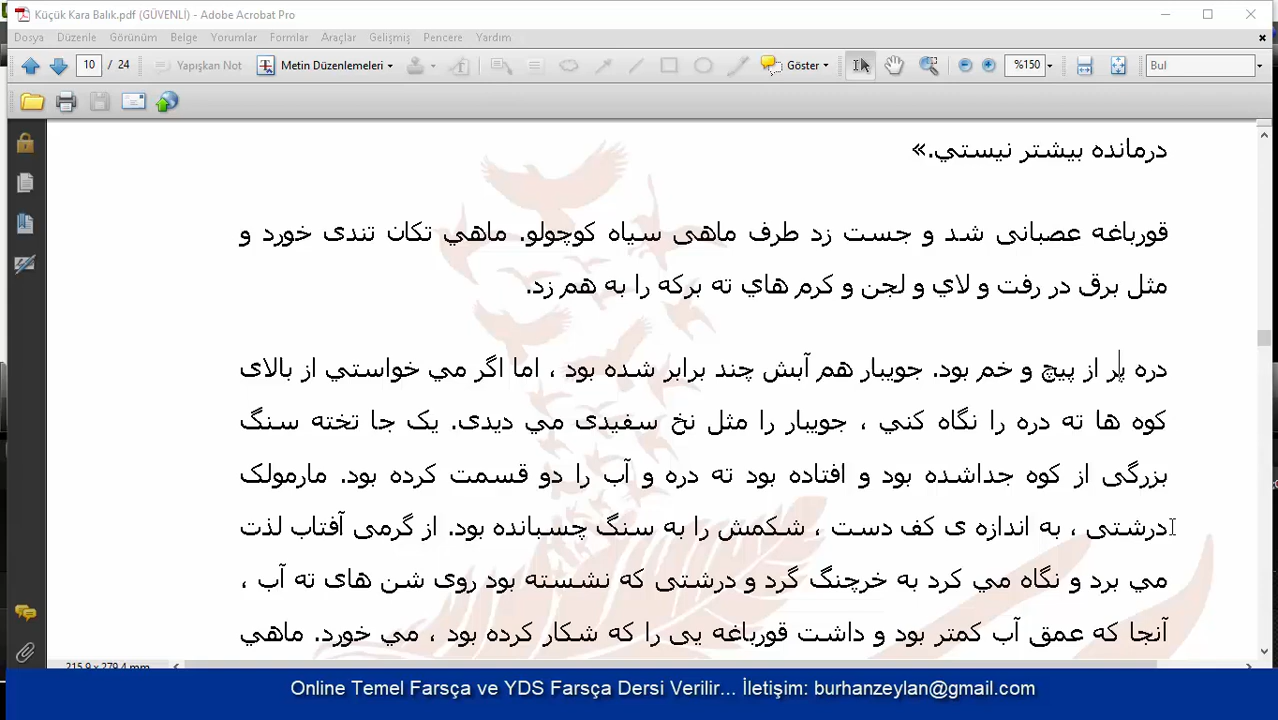 Küçük Kara Balık.pdf (GÜVENLİ) - Adobe Acrobat Pro
Dosya Düzenle Görünüm Belge Yorumlar Formlar Araçlar Gelişmiş Pencere Yardım
10 / 24 Yapışkan Not Metin Düzenlemeleri Göster %150 Bul
درمانده بيشتر نيستي.»
قورباغه عصبانی شد و جست زد طرف ماهی سیاه کوچولو. ماهي تکان تندی خورد و
مثل برق در رفت و لاي و لجن و کرم هاي ته برکه را به هم زد.
دره پر از پیچ و خم بود. جویبار هم آبش چند برابر شده بود ، اما اگر مي خواستي از بالای
کوه ها ته دره را نگاه کني ، جویبار را مثل نخ سفیدی مي دیدی. یک جا تخته سنگ
بزرگی از کوه جداشده بود و افتاده بود ته دره و آب را دو قسمت کرده بود. مارمولک
درشتی ، به اندازه ی کف دست ، شکمش را به سنگ چسبانده بود. از گرمی آفتاب لذت
مي برد و نگاه مي کرد به خرچنگ گرد و درشتی که نشسته بود روی شن های ته آب ،
آنجا که عمق آب کمتر بود و داشت قورباغه یی را که شکار کرده بود ، مي خورد. ماهي
215,9 x 279,4 mm
Online Temel Farsça ve YDS Farsça Dersi Verilir... İletişim: burhanzeylan@gmail.com